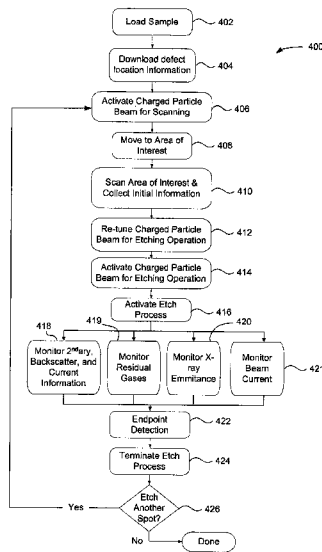 Load Sample
402
400
Download defect
location Information
404
Activate Charged Particle
Beam for Scanning
406
Move to Area of
Interest
408
Scan Area of Interest &
Collect Initial Information
410
Re-tune Charged Particle
Beam for Etching Operation
412
Activate Charged Particle
Beam for Etching Operation
414
Activate Etch
Process
416
418
419
420
Monitor 2ndary,
Backscatter, and
Current
Information
Monitor
Residual
Gases
Monitor X-
ray
Emmitance
Monitor
Beam
Current
421
Endpoint
Detection
422
Terminate Etch
Process
424
Yes
Etch
Another
Spot?
426
No
Done